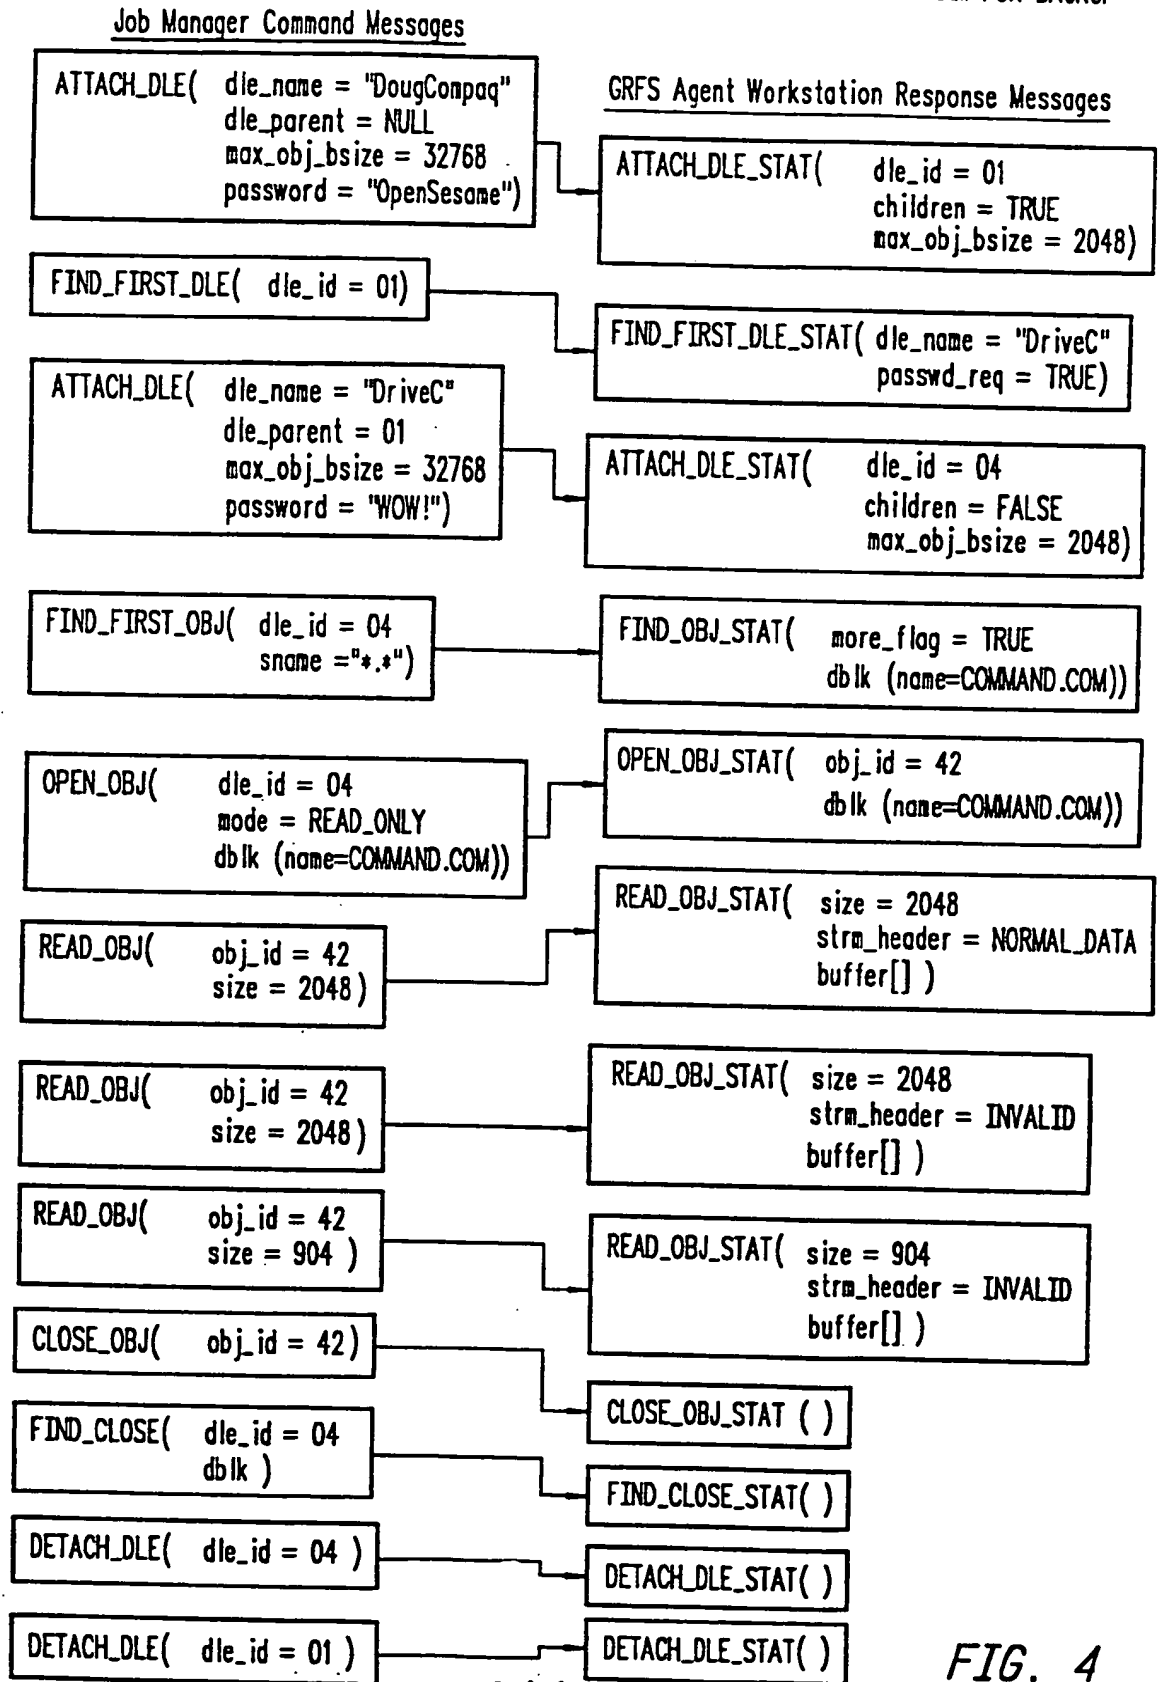 FOR BACKUP
Job Manager Command Messages
GRFS Agent Workstation Response Messages
ATTACH_DLE( dle_name = "DougCompaq"
dle_parent = NULL
max_obj_bsize = 32768
password = "OpenSesame")
ATTACH_DLE_STAT( dle_id = 01
children = TRUE
max_obj_bsize = 2048)
FIND_FIRST_DLE( dle_id = 01)
FIND_FIRST_DLE_STAT( dle_name = "DriveC"
passwd_req = TRUE)
ATTACH_DLE( dle_name = "DriveC"
dle_parent = 01
max_obj_bsize = 32768
password = "WOW!")
ATTACH_DLE_STAT( dle_id = 04
children = FALSE
max_obj_bsize = 2048)
FIND_FIRST_OBJ( dle_id = 04
sname ="*.*")
FIND_OBJ_STAT( more_flag = TRUE
dblk (name=COMMAND.COM))
OPEN_OBJ( dle_id = 04
mode = READ_ONLY
dblk (name=COMMAND.COM))
OPEN_OBJ_STAT( obj_id = 42
dblk (name=COMMAND.COM))
READ_OBJ( obj_id = 42
size = 2048)
READ_OBJ_STAT( size = 2048
strm_header = NORMAL_DATA
buffer[] )
READ_OBJ( obj_id = 42
size = 2048)
READ_OBJ_STAT( size = 2048
strm_header = INVALID
buffer[] )
READ_OBJ( obj_id = 42
size = 904 )
READ_OBJ_STAT( size = 904
strm_header = INVALID
buffer[] )
CLOSE_OBJ( obj_id = 42)
CLOSE_OBJ_STAT ( )
FIND_CLOSE( dle_id = 04
dblk )
FIND_CLOSE_STAT( )
DETACH_DLE( dle_id = 04 )
DETACH_DLE_STAT( )
DETACH_DLE( dle_id = 01 )
DETACH_DLE_STAT( )
FIG. 4